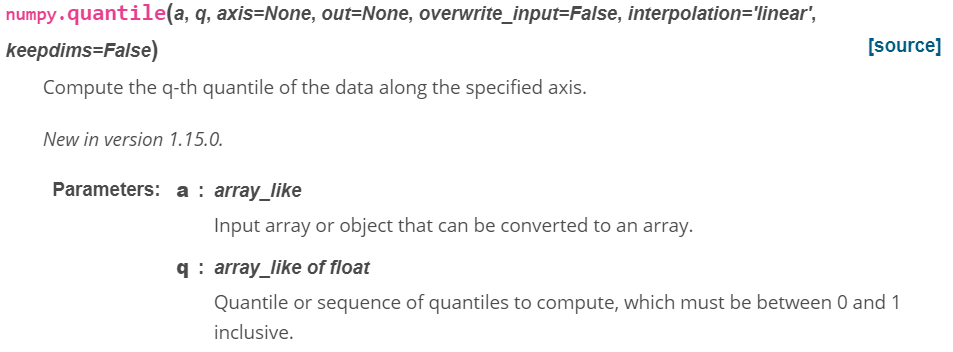 numpy.quantile(a, q, axis=None, out=None, overwrite_input=False, interpolation='linear',
keepdims=False) [source]
Compute the q-th quantile of the data along the specified axis.
New in version 1.15.0.
Parameters: a : array_like
Input array or object that can be converted to an array.
q : array_like of float
Quantile or sequence of quantiles to compute, which must be between 0 and 1
inclusive.